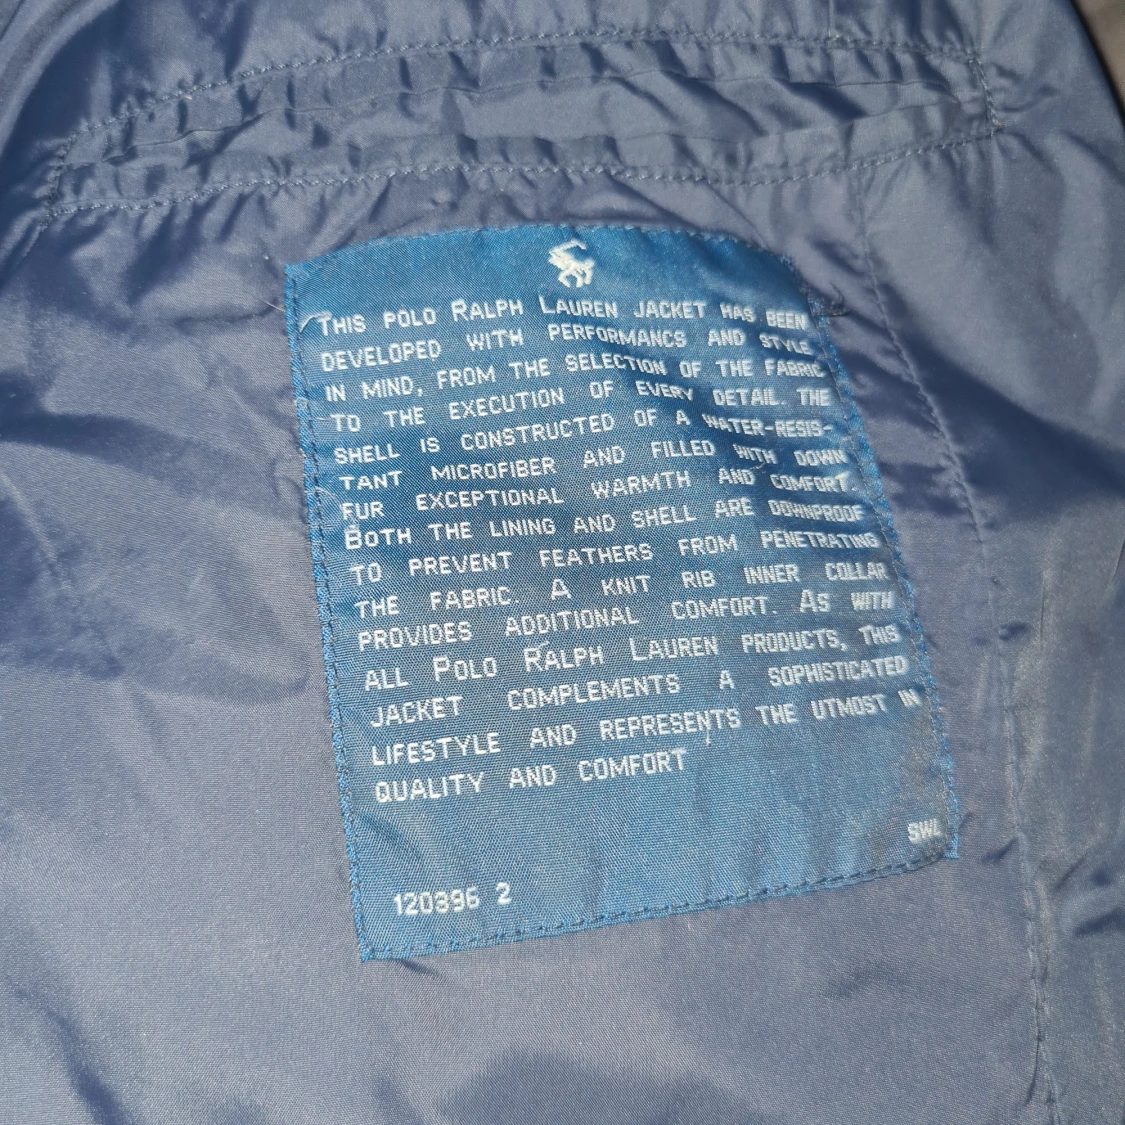 THIS POLO RALPH LAUREN JACKET HAS BEEN
DEVELOPED WITH PERFORMANCS AND STYLE
IN MIND, FROM THE SELECTION OF THE FABRIC
TO THE EXECUTION OF EVERY DETAIL. THE
SHELL IS CONSTRUCTED OF A WATER-RESIS-
TANT MICROFIBER AND FILLED WITH DOWN
FUR EXCEPTIONAL WARMTH AND COMFORT.
BOTH THE LINING AND SHELL ARE DOWNPROOF
TO PREVENT FEATHERS FROM PENETRATING
THE FABRIC. A KNIT RIB INNER COLLAR
PROVIDES ADDITIONAL COMFORT. AS WITH
ALL POLO RALPH LAUREN PRODUCTS, THIS
JACKET COMPLEMENTS A SOPHISTICATED
LIFESTYLE AND REPRESENTS THE UTMOST IN
QUALITY AND COMFORT
SWL
120896 2